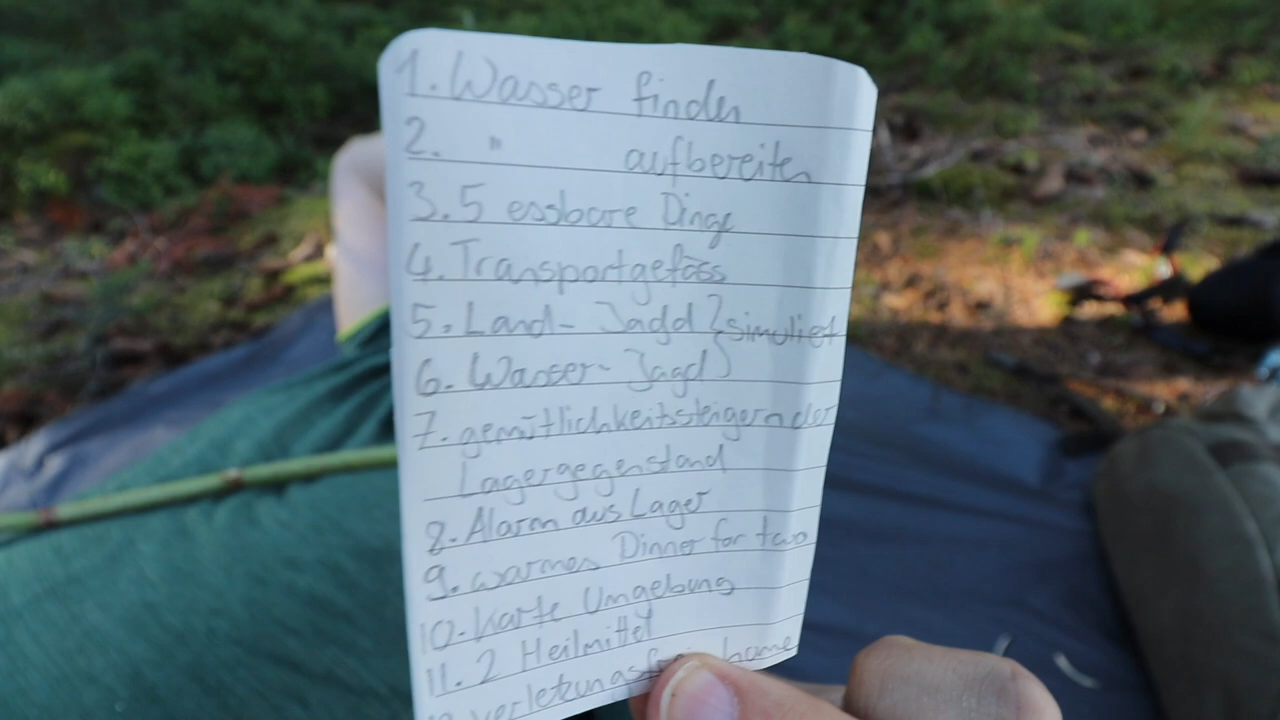 1. Wasser finden
2. " aufbereiten
3. 5 essbare Dinge
4. Transportgefäss
5. Land- Jagd } simuliert
6. Wasser- Jagd }
7. gemütlichkeitssteigernder
Lagergegenstand
8. Alarm aus Lager
9. warmes Dinner for two
10. Karte Umgebung
11. 2 Heilmittel
home